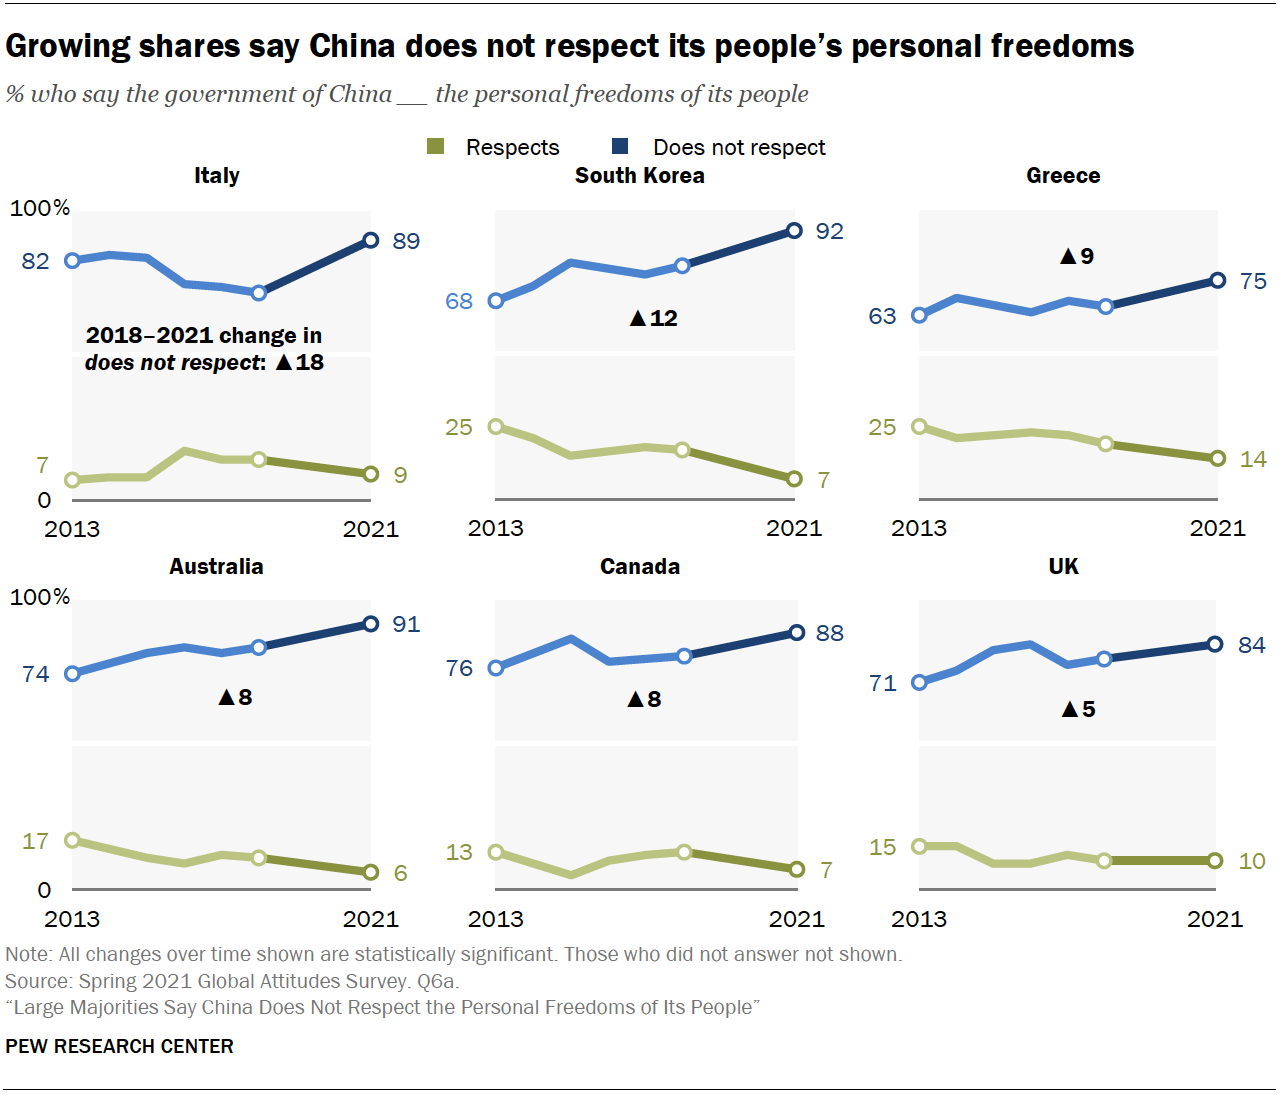 Growing shares say China does not respect its people’s personal freedoms
% who say the government of China __ the personal freedoms of its people
Respects Does not respect
Italy South Korea Greece
100%
82 89
2018–2021 change in
does not respect: ▲18
7 9
0
2013 2021
68 92
▲12
25 7
2013 2021
▲9
63 75
25 14
2013 2021
Australia Canada UK
100%
74 91
▲8
17 6
0
2013 2021
76 88
▲8
13 7
2013 2021
71 84
▲5
15 10
2013 2021
Note: All changes over time shown are statistically significant. Those who did not answer not shown.
Source: Spring 2021 Global Attitudes Survey. Q6a.
“Large Majorities Say China Does Not Respect the Personal Freedoms of Its People”
PEW RESEARCH CENTER